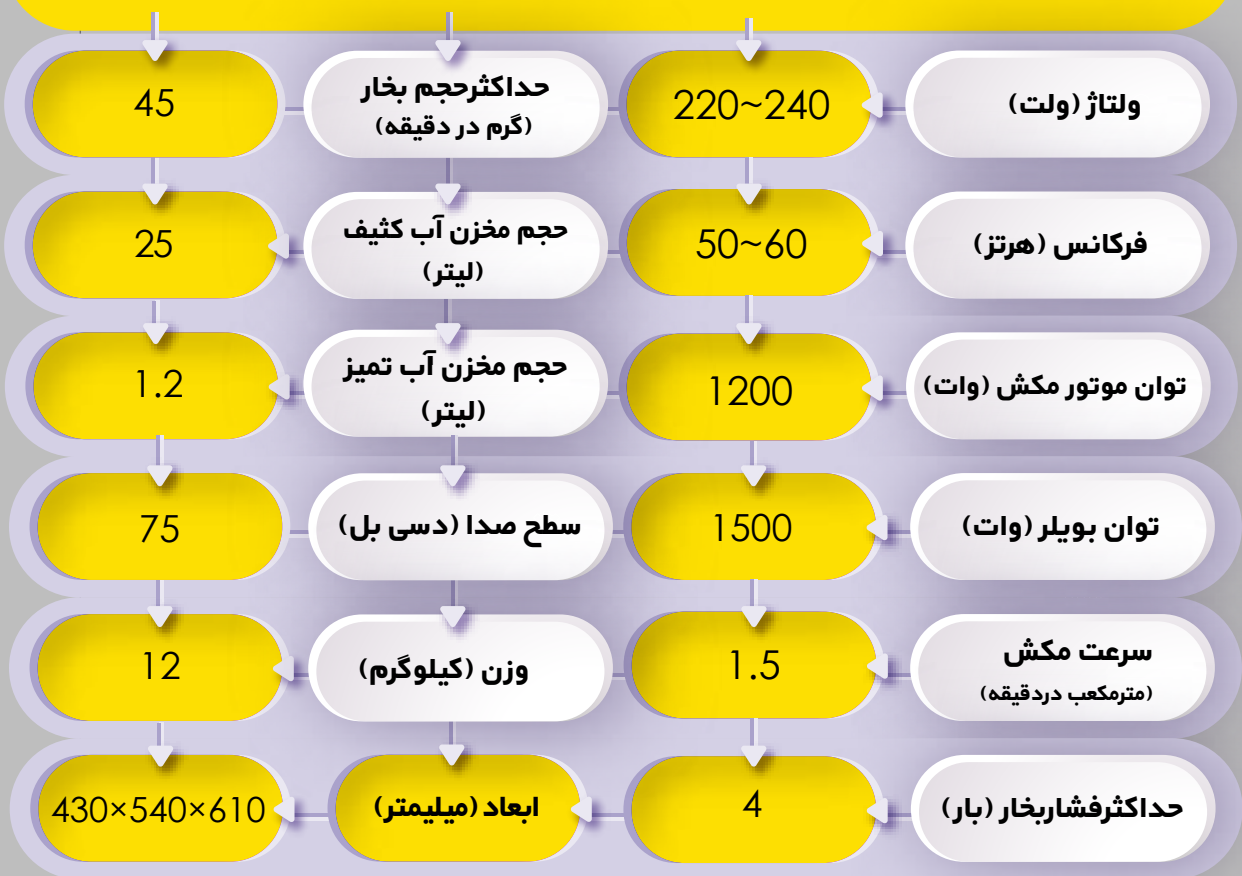 ولتاژ (ولت)
220~240
حداکثرحجم بخار
(گرم در دقیقه)
45
فرکانس (هرتز)
50~60
حجم مخزن آب کثیف
(لیتر)
25
توان موتور مکش (وات)
1200
حجم مخزن آب تمیز
(لیتر)
1.2
توان بویلر (وات)
1500
سطح صدا (دسی بل)
75
سرعت مکش
(مترمکعب دردقیقه)
1.5
وزن (کیلوگرم)
12
حداکثرفشاربخار (بار)
4
ابعاد (میلیمتر)
430×540×610